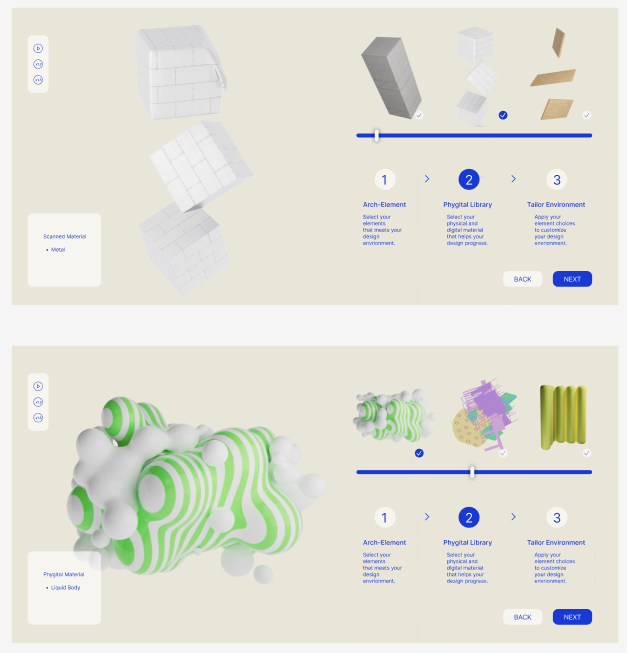 1
2
3
Arch-Element
Phygital Library
Tailor Environment
Select your
elements
that meets your
design
envrionment.
Select your
physical and
digital material
that helps your
design progress.
Apply your
element choices
to customize
your design
envrionment.
Scanned Material
• Metal
BACK
NEXT
1
2
3
Arch-Element
Phygital Library
Tailor Environment
Select your
elements
that meets your
design
envrionment.
Select your
physical and
digital material
that helps your
design progress.
Apply your
element choices
to customize
your design
envrionment.
Phygital Material
• Liquid Body
BACK
NEXT